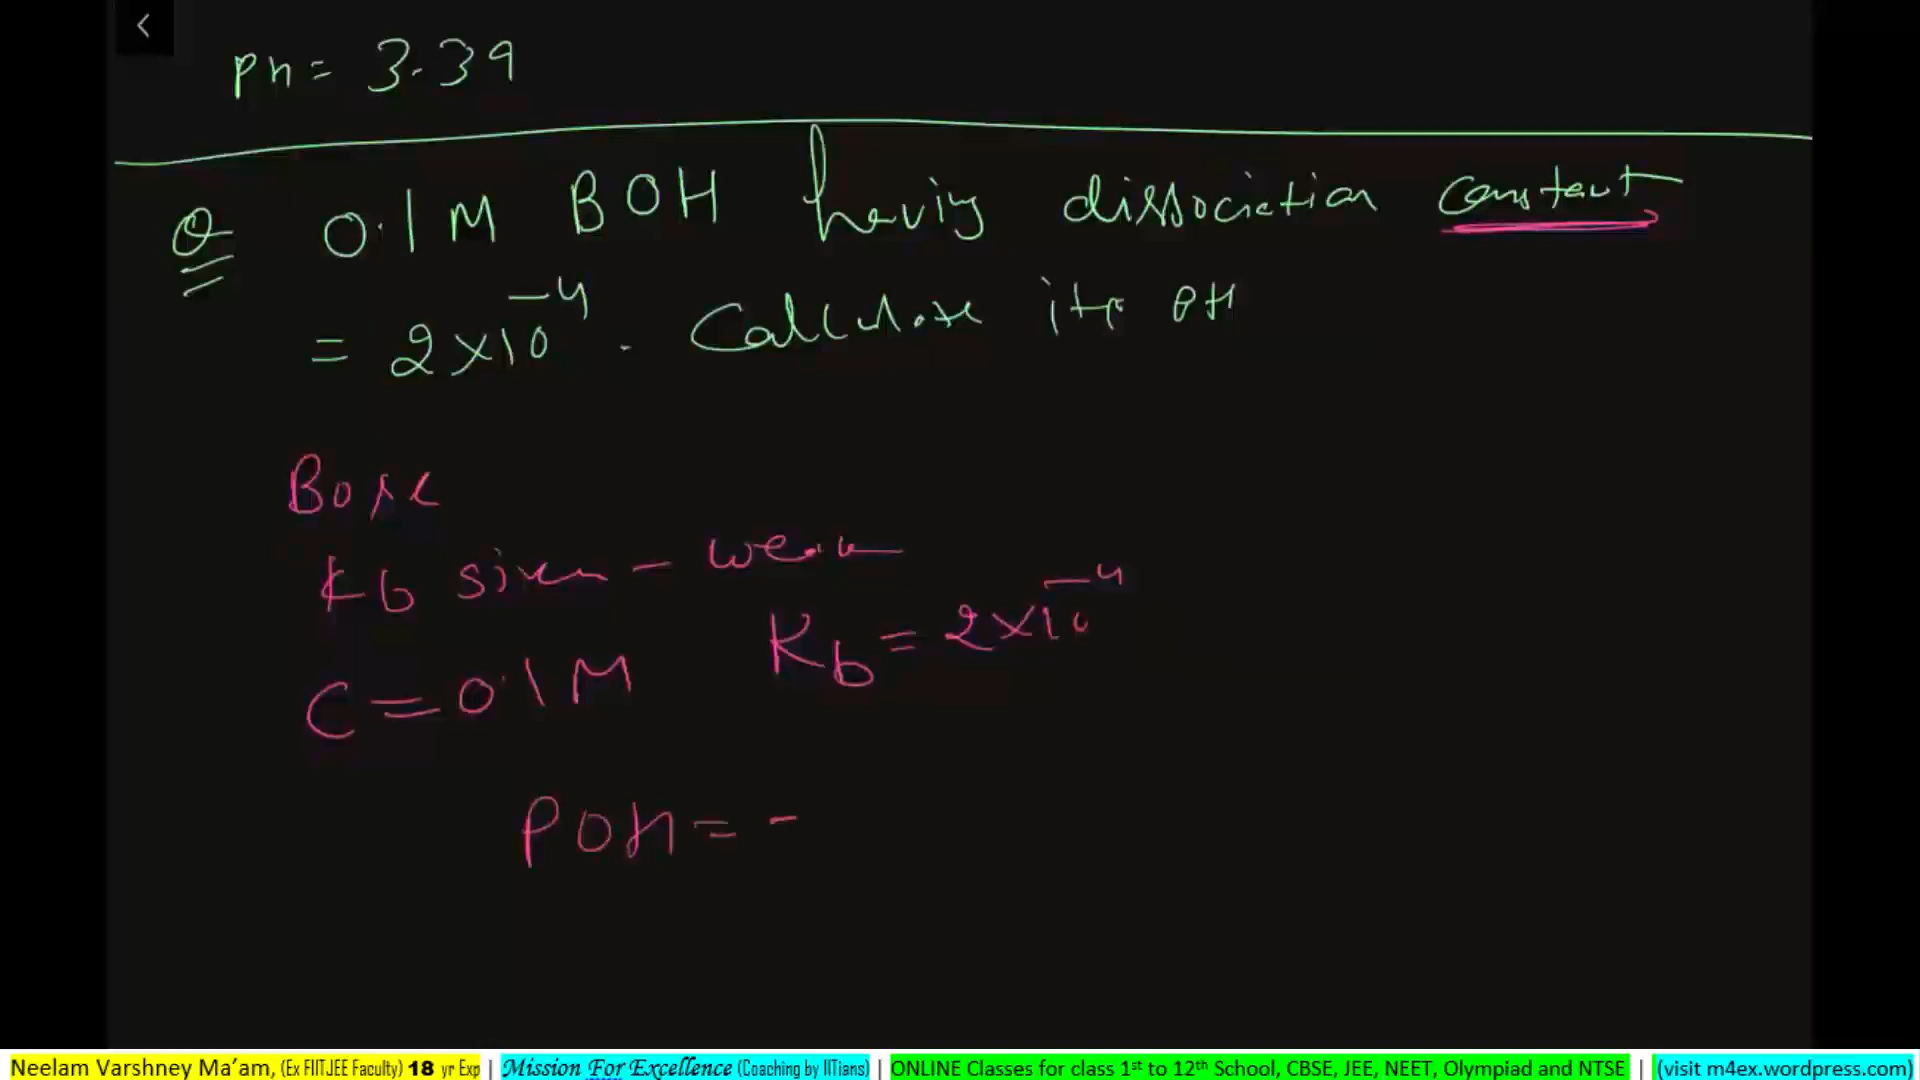 <
pH = 3.39
Q 0.1 M BOH having dissociation constant
= 2×10⁻⁴. Calculate its pH
Base
Kb given – weak
C = 0.1 M Kb = 2×10⁻⁴
POH = -
Neelam Varshney Ma’am, (Ex FIITJEE Faculty) 18 yr Exp | Mission For Excellence (Coaching by IITians) | ONLINE Classes for class 1st to 12th School, CBSE, JEE, NEET, Olympiad and NTSE | (visit m4ex.wordpress.com)